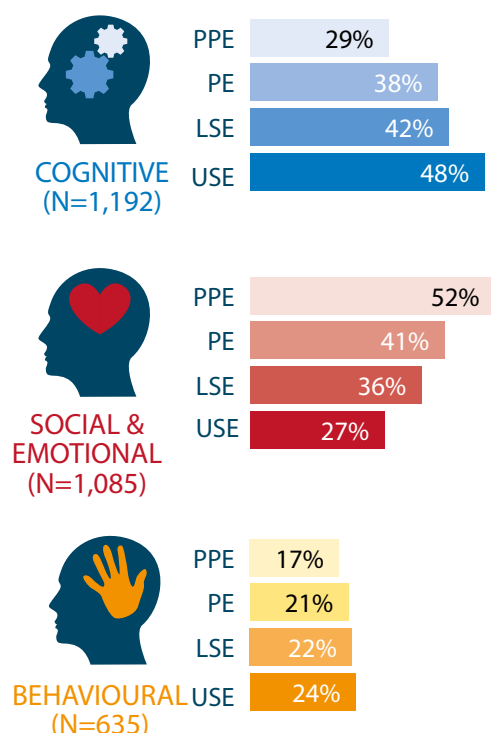 PPE 29%
PE 38%
LSE 42%
USE 48%
COGNITIVE
(N=1,192)
PPE 52%
PE 41%
LSE 36%
USE 27%
SOCIAL &
EMOTIONAL
(N=1,085)
PPE 17%
PE 21%
LSE 22%
USE 24%
BEHAVIOURAL
(N=635)